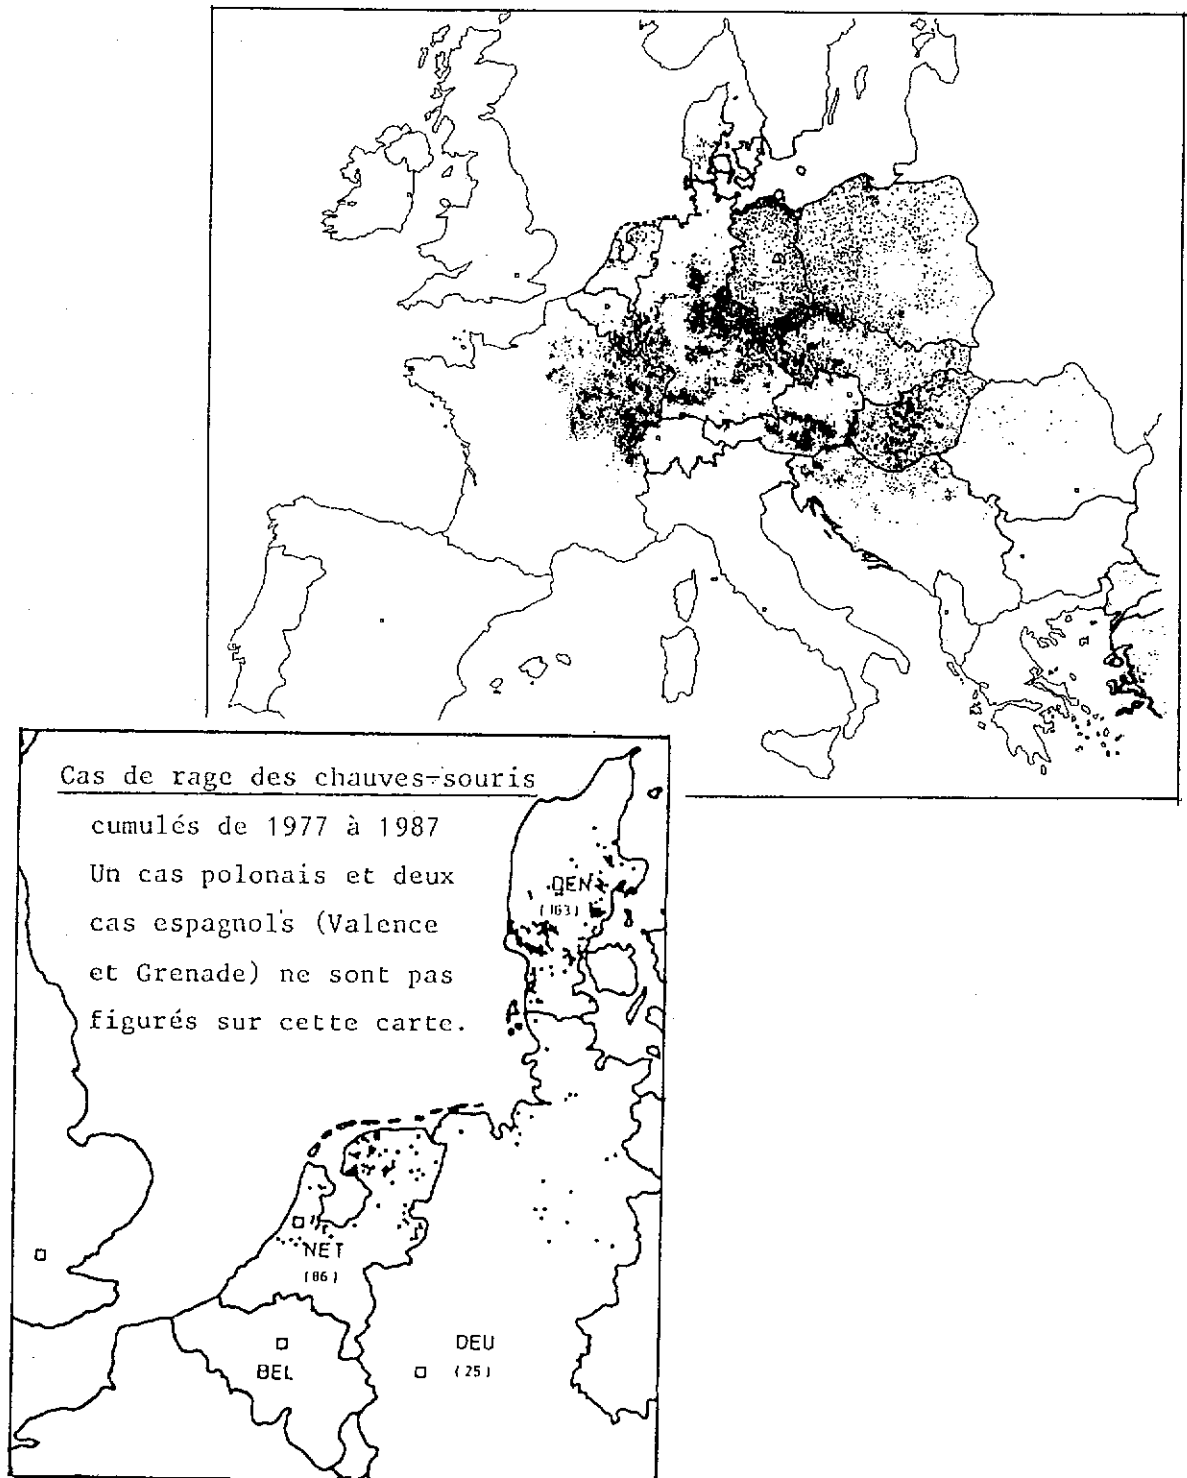 Cas de rage des chauves-souris
cumulés de 1977 à 1987
Un cas polonais et deux
cas espagnols (Valence
et Grenade) ne sont pas
figurés sur cette carte.
DEN
(163)
NET
(86)
DEU
(25)
BEL